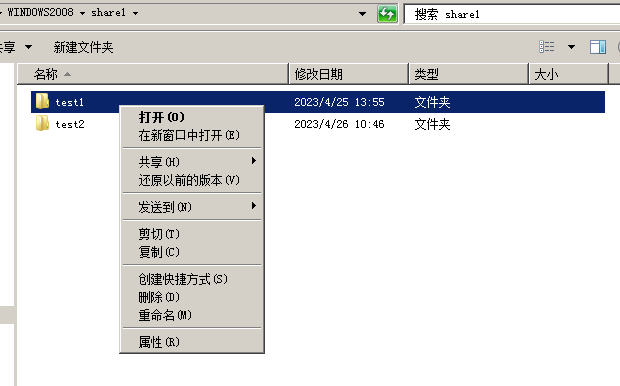 WINDOWS2008 share1
搜索 share1
共享 新建文件夹
名称 修改日期 类型 大小
test1 2023/4/25 13:55 文件夹
test2 2023/4/26 10:46 文件夹
打开(O)
在新窗口中打开(E)
共享(H)
还原以前的版本(V)
发送到(N)
剪切(T)
复制(C)
创建快捷方式(S)
删除(D)
重命名(M)
属性(R)